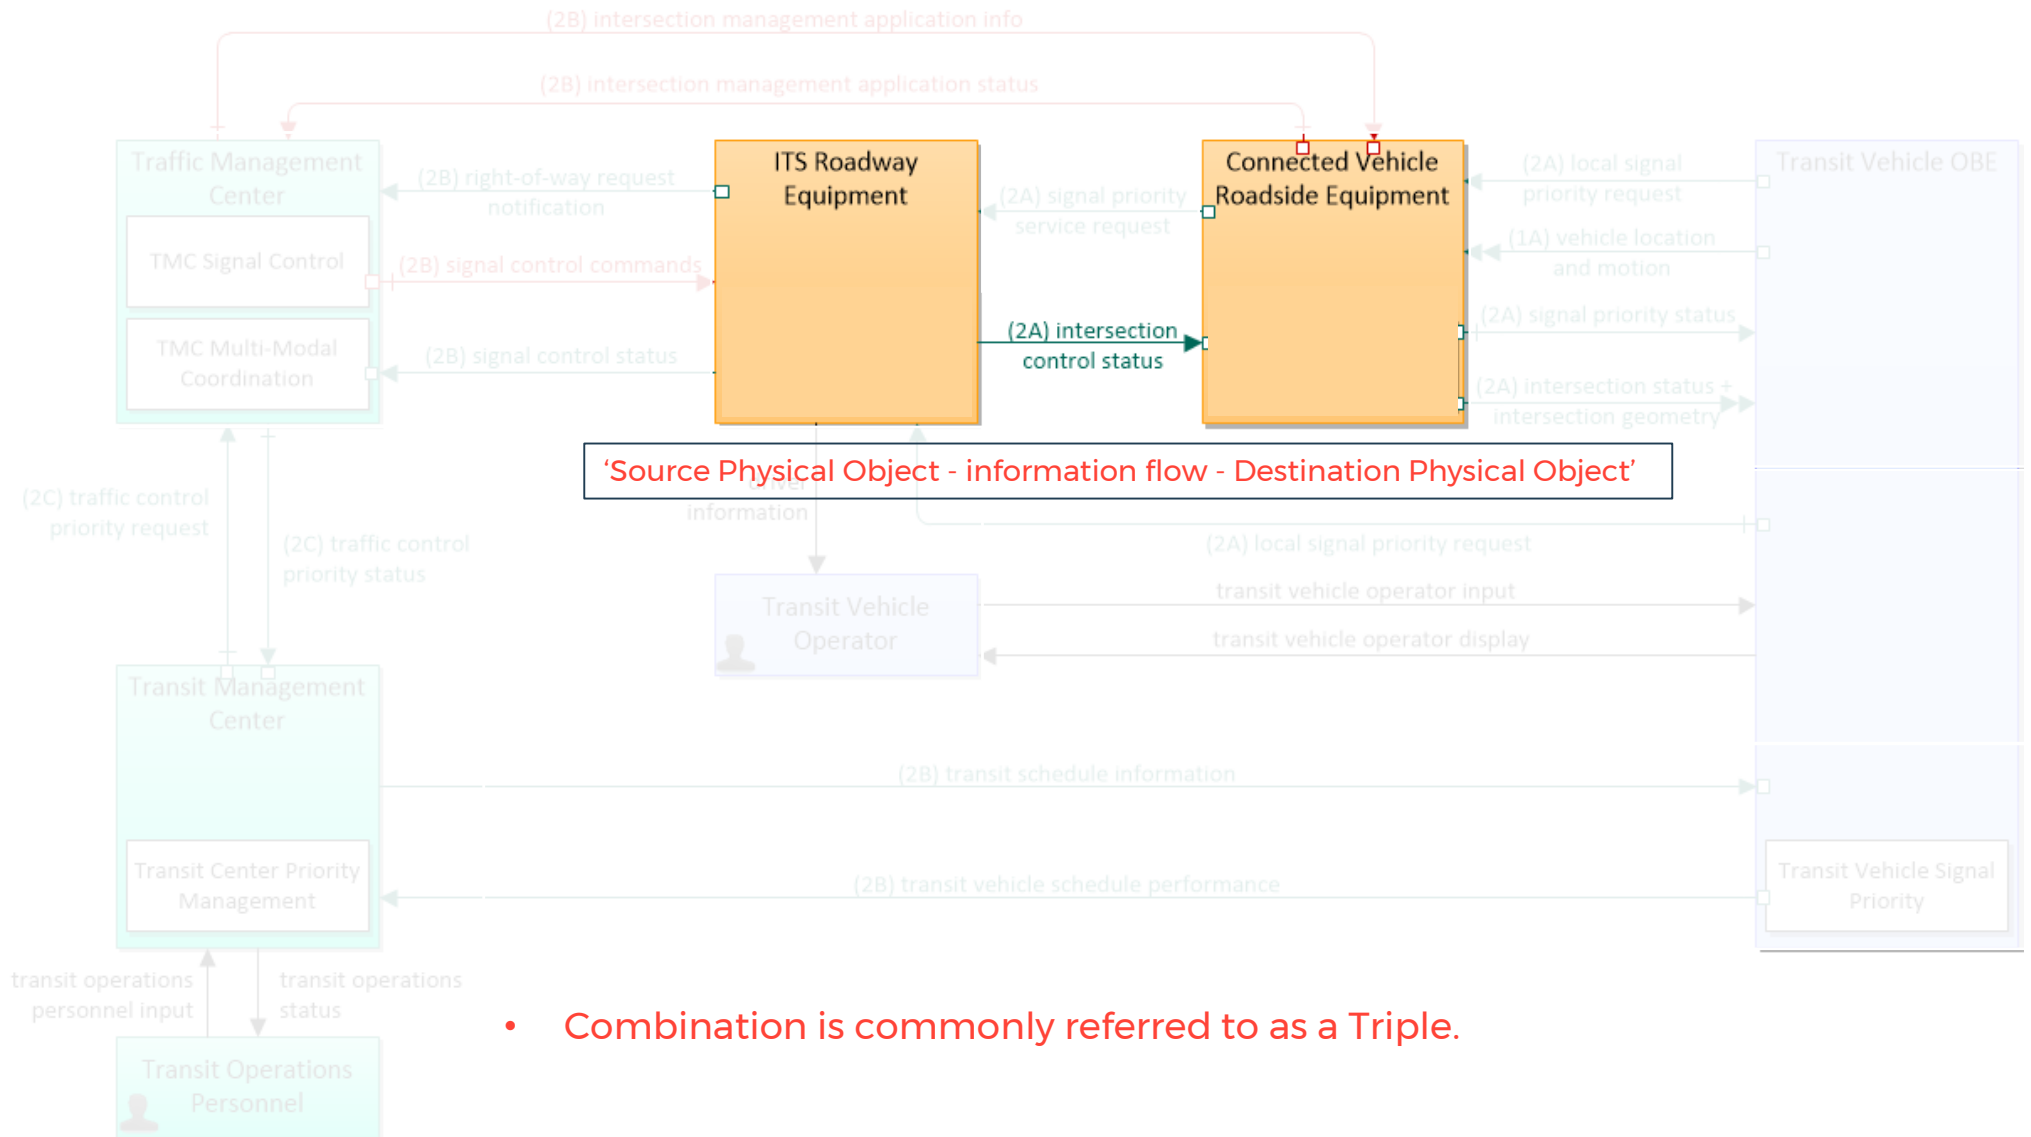 (2B) intersection management application info
(2B) intersection management application status
Traffic Management
Center
TMC Signal Control
TMC Multi-Modal
Coordination
(2B) right-of-way request
notification
(2B) signal control commands
(2B) signal control status
ITS Roadway
Equipment
(2A) signal priority
service request
(2A) intersection
control status
Connected Vehicle
Roadside Equipment
(2A) local signal
priority request
(1A) vehicle location
and motion
(2A) signal priority status
(2A) intersection status +
intersection geometry
Transit Vehicle OBE
‘Source Physical Object - information flow - Destination Physical Object’
driver
information
(2C) traffic control
priority request
(2C) traffic control
priority status
(2A) local signal priority request
Transit Vehicle
Operator
transit vehicle operator input
transit vehicle operator display
Transit Management
Center
(2B) transit schedule information
Transit Center Priority
Management
(2B) transit vehicle schedule performance
Transit Vehicle Signal
Priority
transit operations
personnel input
transit operations
status
• Combination is commonly referred to as a Triple.
Transit Operations
Personnel